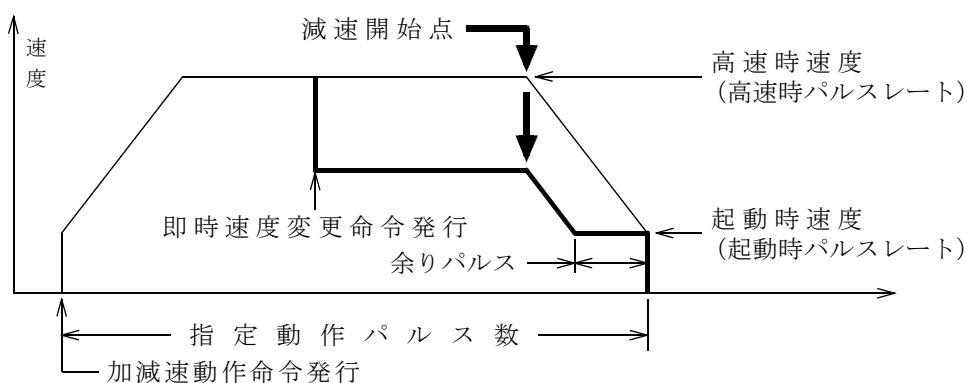 減速開始点
速度
高速時速度
（高速時パルスレート）
即時速度変更命令発行
起動時速度
（起動時パルスレート）
余りパルス
指定動作パルス数
加減速動作命令発行